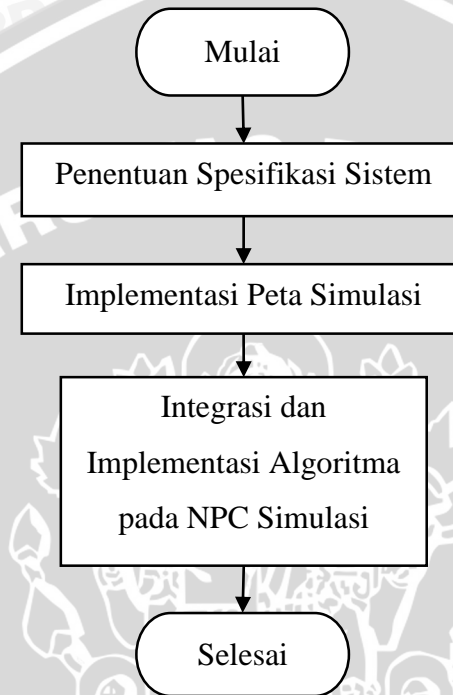 Mulai
Penentuan Spesifikasi Sistem
Implementasi Peta Simulasi
Integrasi dan
Implementasi Algoritma
pada NPC Simulasi
Selesai